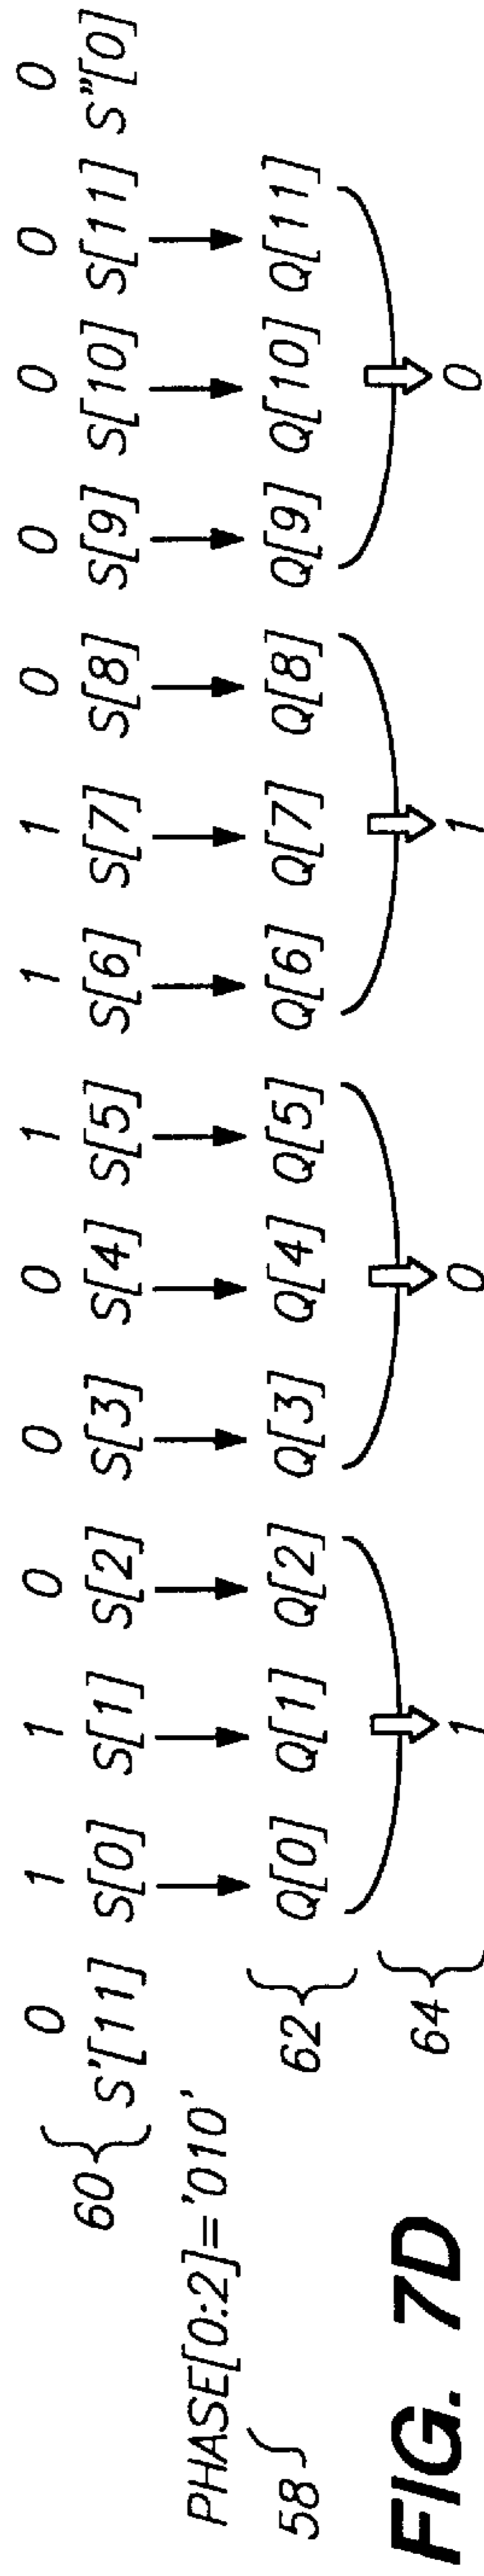 0 1 1 0 0 0 1 1 1 0 0 0 0 0
60 S'[11] S[0] S[1] S[2] S[3] S[4] S[5] S[6] S[7] S[8] S[9] S[10] S[11] S"[0]
PHASE[0:2]='010'
58
62 Q[0] Q[1] Q[2] Q[3] Q[4] Q[5] Q[6] Q[7] Q[8] Q[9] Q[10] Q[11]
64 1 0 1 0
FIG. 7D